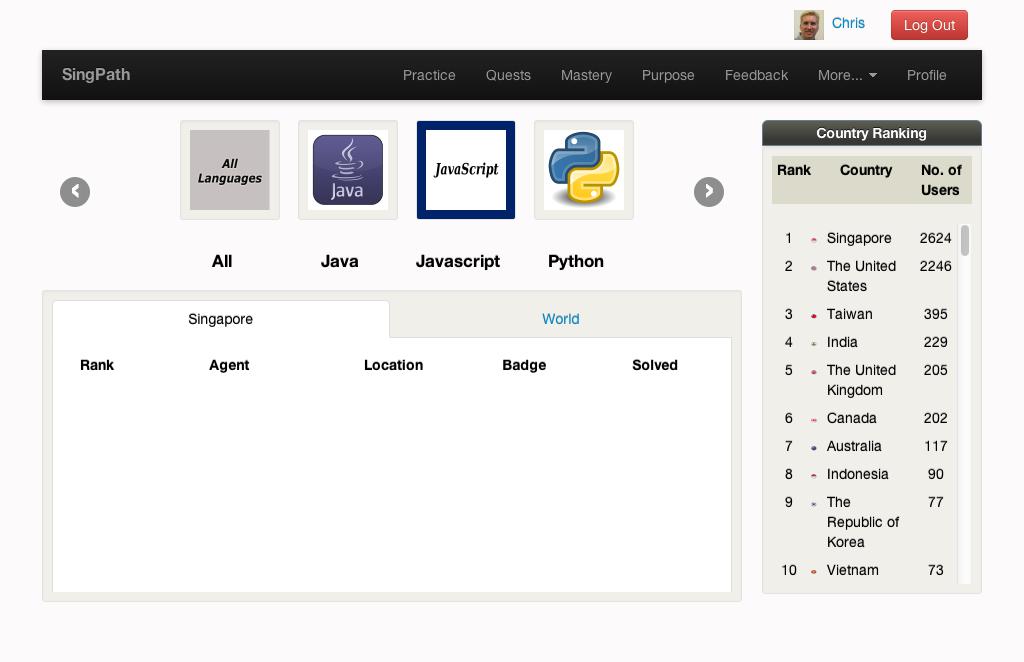 Chris
Log Out
SingPath
Practice
Quests
Mastery
Purpose
Feedback
More...
Profile
All
Languages
Java
JavaScript
All
Java
Javascript
Python
Singapore
World
Rank Agent Location Badge Solved
Country Ranking
Rank Country No. of
Users
1 Singapore 2624
2 The United 2246
States
3 Taiwan 395
4 India 229
5 The United 205
Kingdom
6 Canada 202
7 Australia 117
8 Indonesia 90
9 The 77
Republic of
Korea
10 Vietnam 73